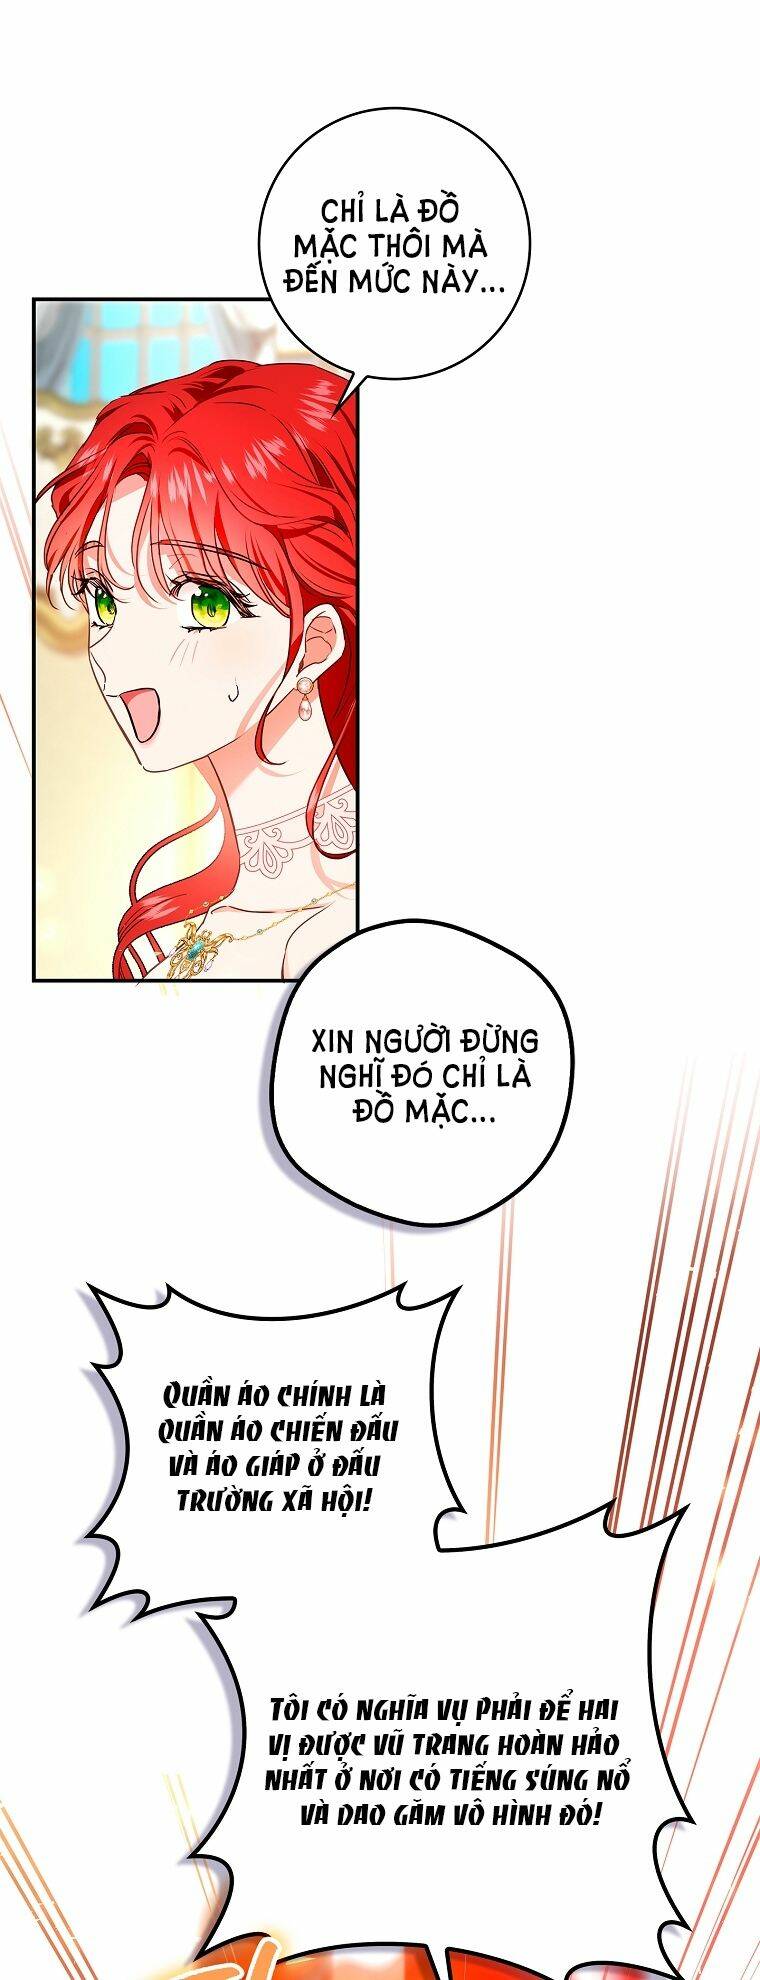 CHỈ LÀ ĐỒ
MẶC THÔI MÀ
ĐẾN MỨC NÀY...
XIN NGƯỜI ĐỪNG
NGHĨ ĐÓ CHỈ LÀ
ĐỒ MẶC...
QUẦN ÁO CHÍNH LÀ
QUẦN ÁO CHIẾN ĐẤU
VÀ ÁO GIÁP Ở ĐẤU
TRƯỜNG XÃ HỘI!
TÔI CÓ NGHĨA VỤ PHẢI ĐỂ HAI
VỊ ĐƯỢC VŨ TRANG HOÀN HẢO
NHẤT Ở NƠI CÓ TIẾNG SÚNG NỔ
VÀ DAO GĂM VÔ HÌNH ĐÓ!